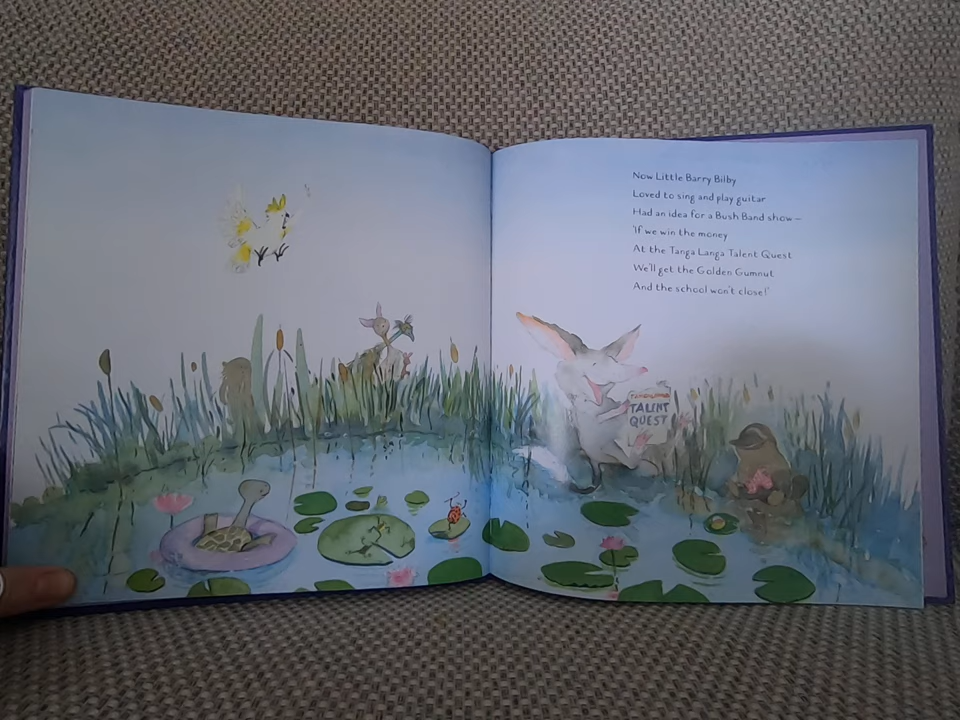 Now Little Barry Bilby
Loved to sing and play guitar
Had an idea for a Bush Band show –
'If we win the money
At the Tanga Langa Talent Quest
We'll get the Golden Gumnut
And the school won't close!'
TALENT
QUEST